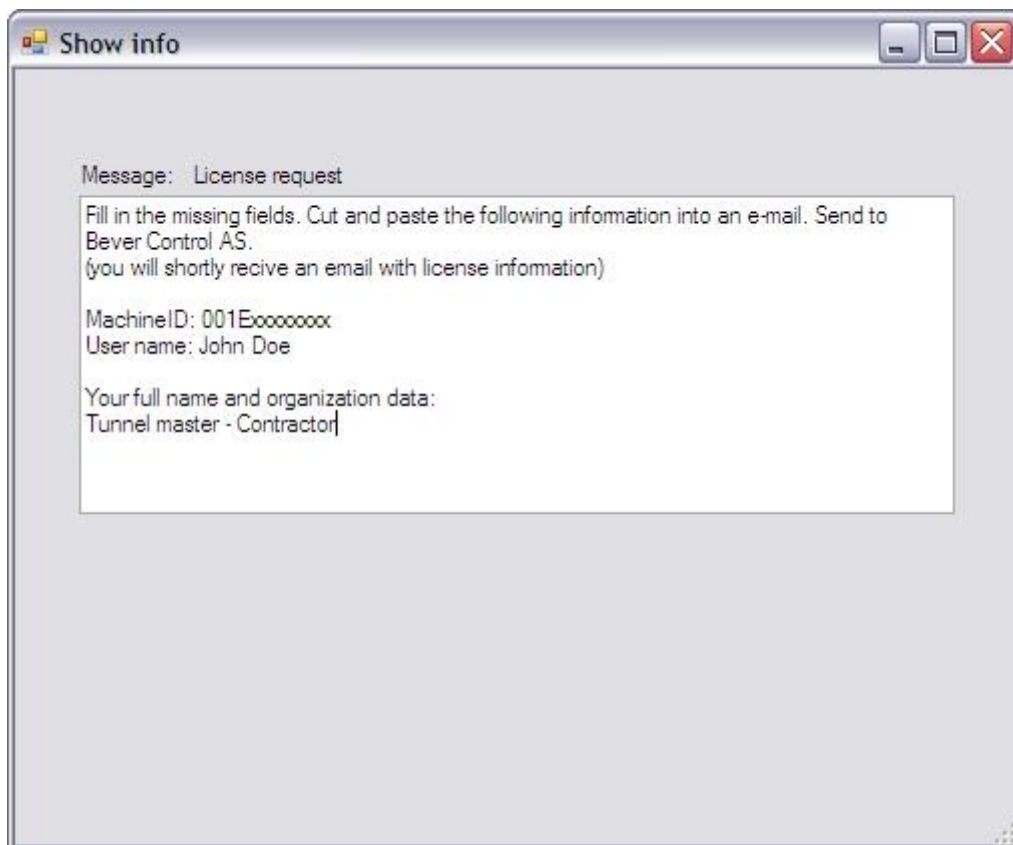 Show info
Message: License request
Fill in the missing fields. Cut and paste the following information into an e-mail. Send to
Bever Control AS.
(you will shortly recive an email with license information)
MachineID: 001Exxxxxxxx
User name: John Doe
Your full name and organization data:
Tunnel master - Contractor